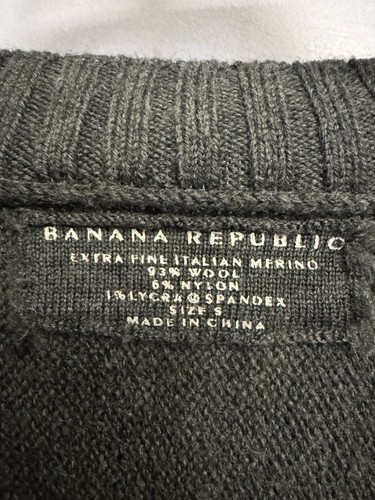 BANANA REPUBLIC
EXTRA FINE ITALIAN MERINO
93% WOOL
6% NYLON
1% LYCRA® SPANDEX
SIZE S
MADE IN CHINA